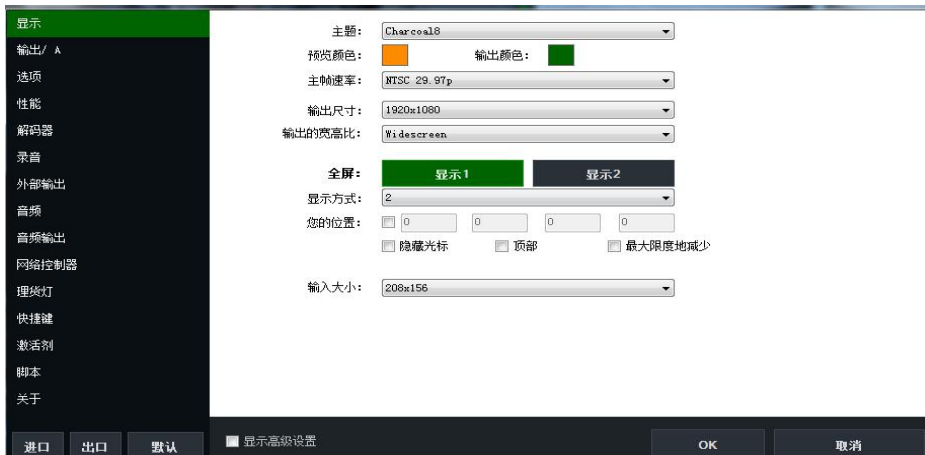 显示
输出/ A
选项
性能
解码器
录音
外部输出
音频
音频输出
网络控制器
理货灯
快捷键
激活剂
脚本
关于
进口 出口 默认
主题: Charcoal8
预览颜色: 输出颜色:
主帧速率: NTSC 29.97p
输出尺寸: 1920x1080
输出的宽高比: Widescreen
全屏: 显示1 显示2
显示方式: 2
您的位置: 0 0 0 0
隐藏光标 顶部 最大限度地减少
输入大小: 208x156
显示高级设置 OK 取消